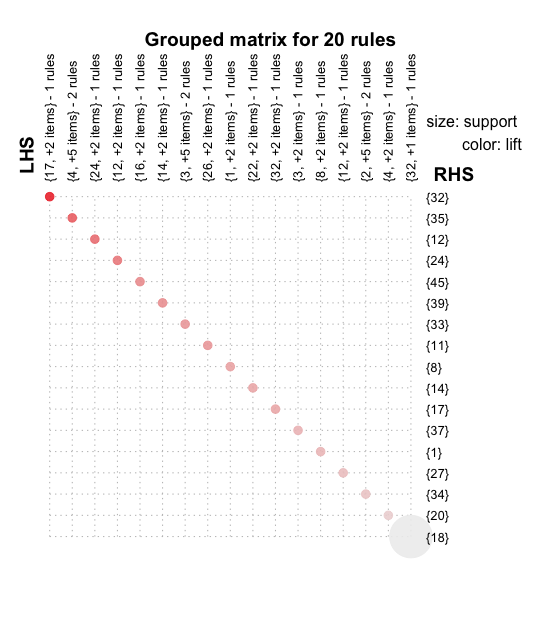 Grouped matrix for 20 rules
{17, +2 items} - 1 rules
{4, +5 items} - 2 rules
{24, +2 items} - 1 rules
{12, +2 items} - 1 rules
{16, +2 items} - 1 rules
{14, +2 items} - 1 rules
{3, +5 items} - 2 rules
{26, +2 items} - 1 rules
{1, +2 items} - 1 rules
{22, +2 items} - 1 rules
{32, +2 items} - 1 rules
{3, +2 items} - 1 rules
{8, +2 items} - 1 rules
{12, +2 items} - 1 rules
{2, +5 items} - 2 rules
{4, +2 items} - 1 rules
{32, +1 items} - 1 rules
size: support
color: lift
LHS
RHS
{32}
{35}
{12}
{24}
{45}
{39}
{33}
{11}
{8}
{14}
{17}
{37}
{1}
{27}
{34}
{20}
{18}